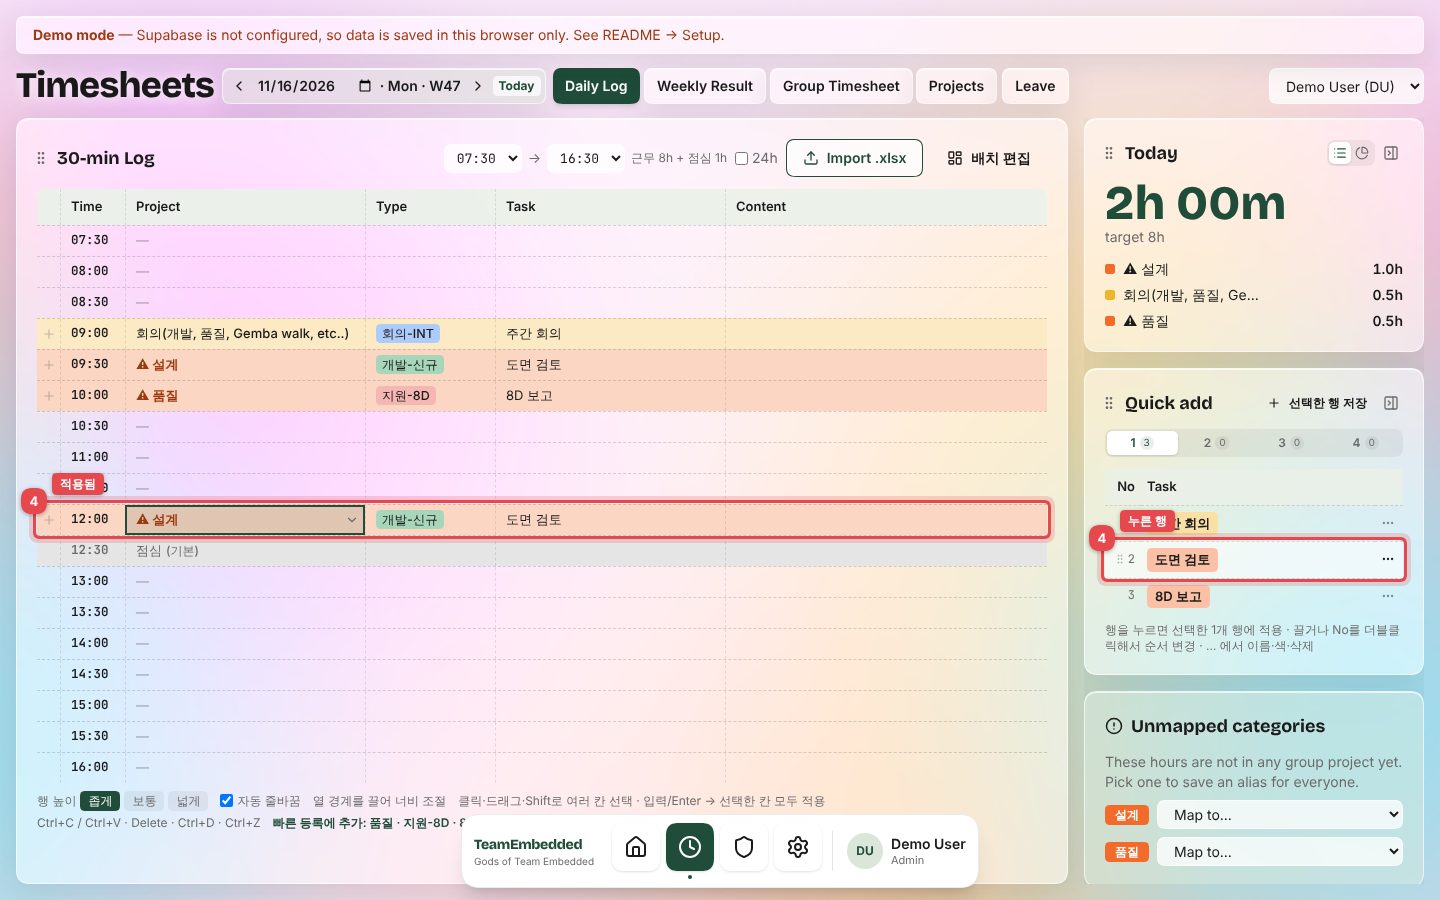 Demo mode — Supabase is not configured, so data is saved in this browser only. See README → Setup.
Timesheets
11/16/2026 · Mon · W47 Today
Daily Log
Weekly Result
Group Timesheet
Projects
Leave
Demo User (DU)
30-min Log
07:30 → 16:30 근무 8h + 점심 1h 24h
Import .xlsx
배치 편집
Time Project Type Task Content
07:30 —
08:00 —
08:30 —
+ 09:00 회의(개발, 품질, Gemba walk, etc..) 회의-INT 주간 회의
+ 09:30 ⚠ 설계 개발-신규 도면 검토
+ 10:00 ⚠ 품질 지원-8D 8D 보고
10:30 —
11:00 —
적용됨
—
4
+ 12:00 ⚠ 설계 개발-신규 도면 검토
12:30 점심 (기본)
13:00 —
13:30 —
14:00 —
14:30 —
15:00 —
15:30 —
16:00 —
행 높이 좁게 보통 넓게 자동 줄바꿈 열 경계를 끌어 너비 조절 클릭·드래그·Shift로 여러 칸 선택 · 입력/Enter → 선택한 칸 모두 적용
Ctrl+C / Ctrl+V · Delete · Ctrl+D · Ctrl+Z 빠른 등록에 추가: 품질 · 지원-8D ·
Today
2h 00m
target 8h
⚠ 설계 1.0h
회의(개발, 품질, Ge... 0.5h
⚠ 품질 0.5h
Quick add
+ 선택한 행 저장
1 3
2 0
3 0
4 0
No Task
누른 행
회의 ...
4
2 도면 검토 ...
3 8D 보고 ...
행을 누르면 선택한 1개 행에 적용 · 끌거나 No를 더블클
릭해서 순서 변경 · ... 에서 이름·색·삭제
Unmapped categories
These hours are not in any group project yet.
Pick one to save an alias for everyone.
설계 Map to...
품질 Map to...
TeamEmbedded
Gods of Team Embedded
DU
Demo User
Admin